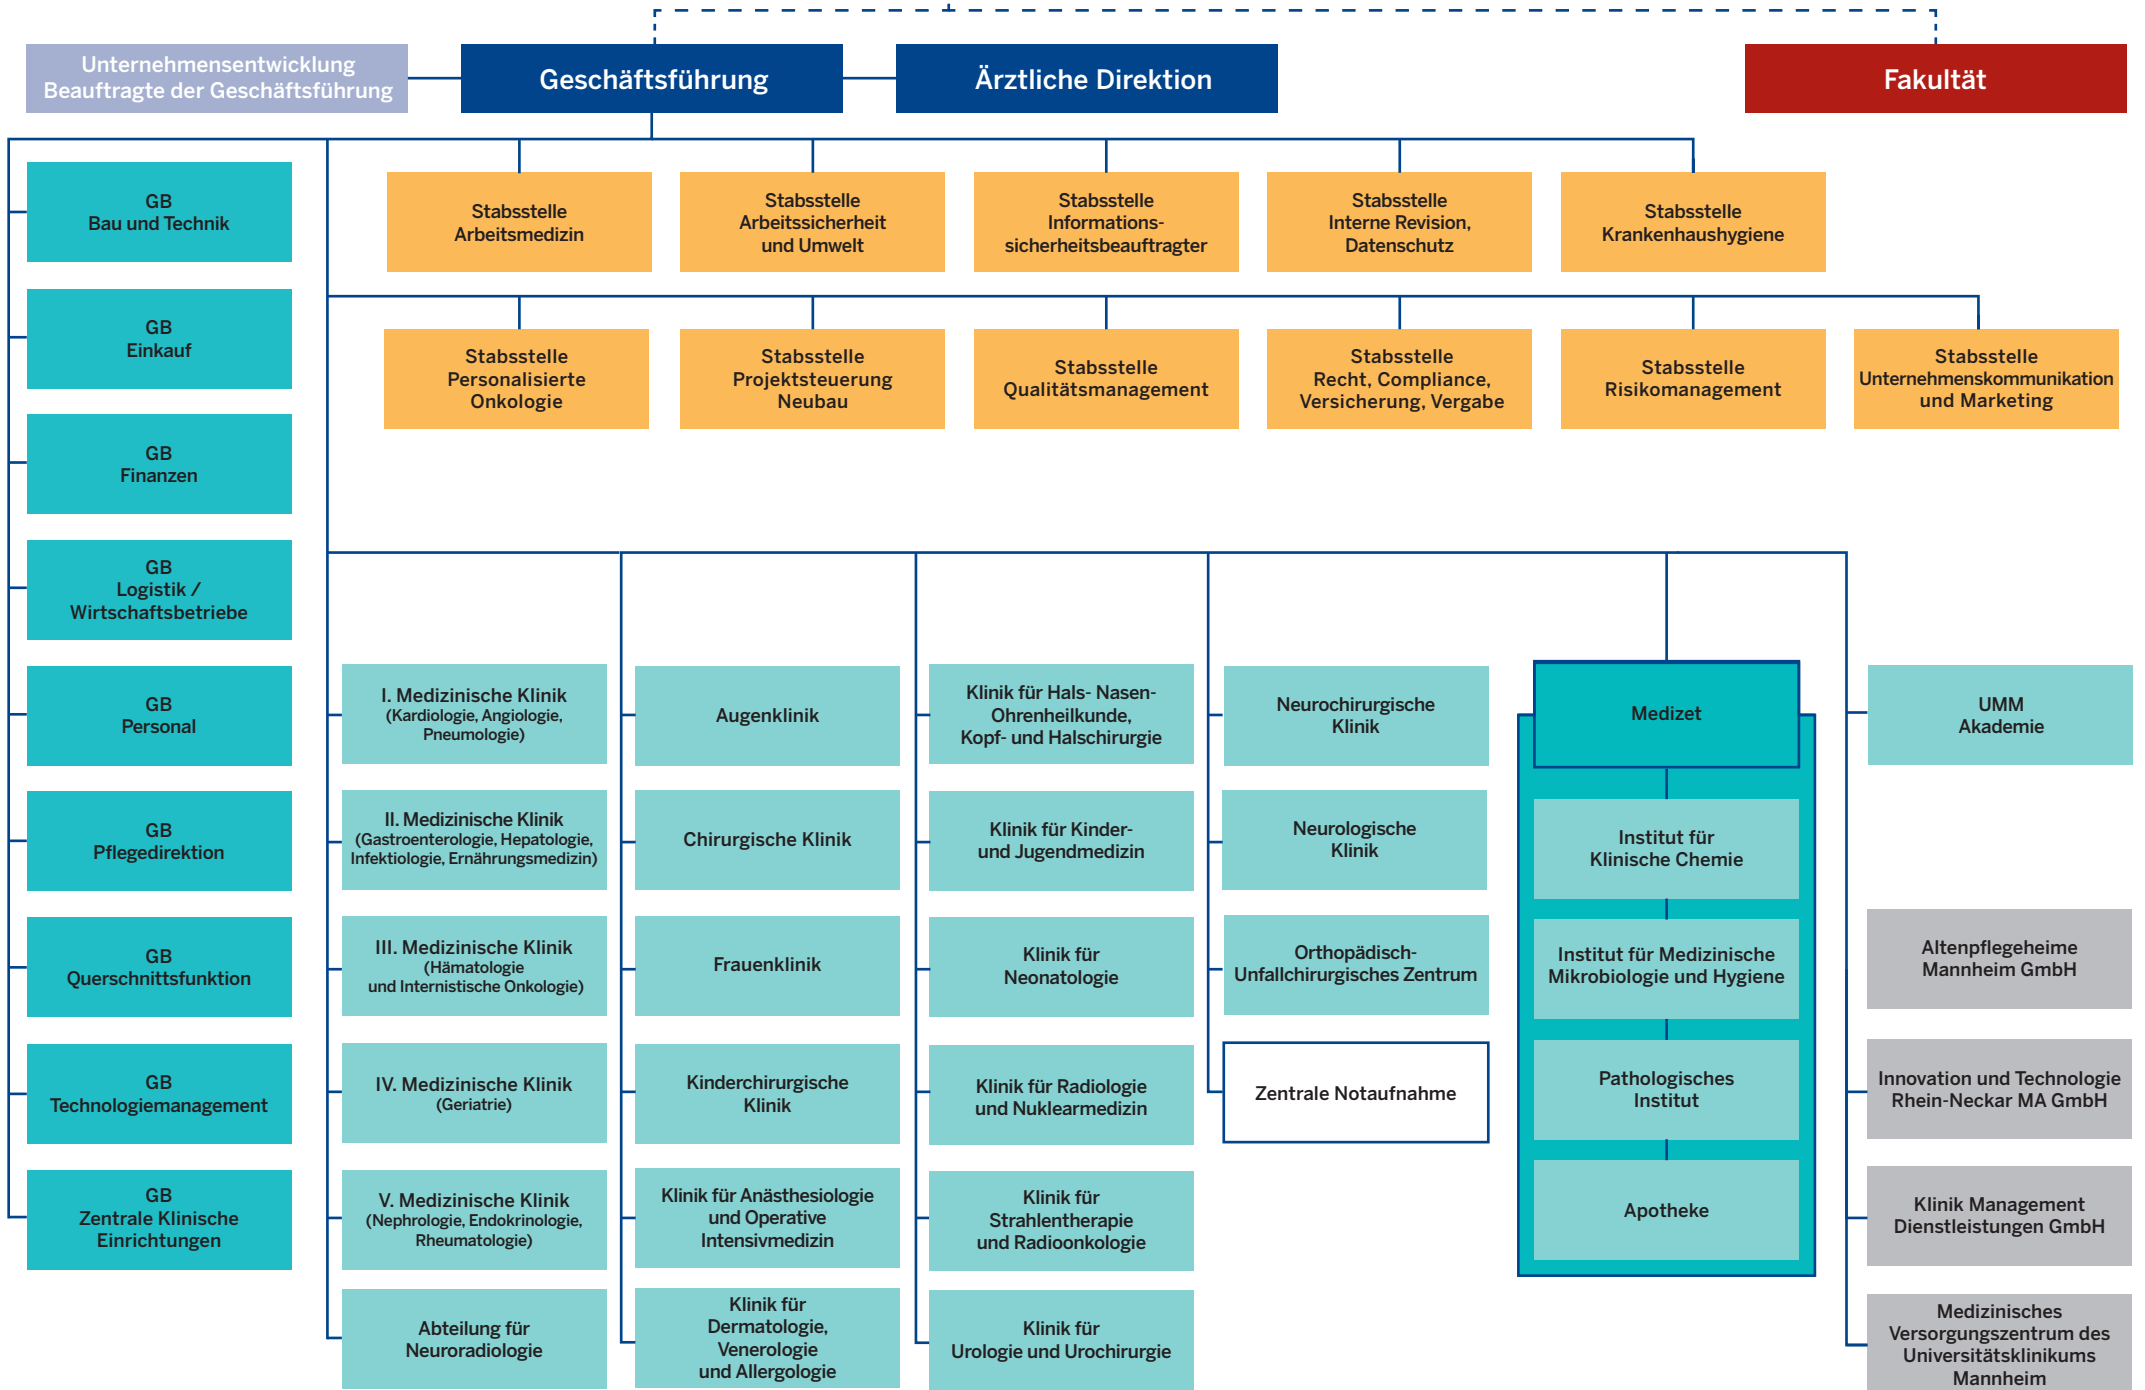 Unternehmensentwicklung
Beauftragte der Geschäftsführung
Geschäftsführung
Ärztliche Direktion
Fakultät
GB
Bau und Technik
Stabsstelle
Arbeitsmedizin
Stabsstelle
Arbeitssicherheit
und Umwelt
Stabsstelle
Informations-
sicherheitsbeauftragter
Stabsstelle
Interne Revision,
Datenschutz
Stabsstelle
Krankenhaushygiene
GB
Einkauf
Stabsstelle
Personalisierte
Onkologie
Stabsstelle
Projektsteuerung
Neubau
Stabsstelle
Qualitätsmanagement
Stabsstelle
Recht, Compliance,
Versicherung, Vergabe
Stabsstelle
Risikomanagement
Stabsstelle
Unternehmenskommunikation
und Marketing
GB
Finanzen
GB
Logistik /
Wirtschaftsbetriebe
GB
Personal
GB
Pflegedirektion
GB
Querschnittsfunktion
GB
Technologiemanagement
GB
Zentrale Klinische
Einrichtungen
I. Medizinische Klinik
(Kardiologie, Angiologie,
Pneumologie)
II. Medizinische Klinik
(Gastroenterologie, Hepatologie,
Infektiologie, Ernährungsmedizin)
III. Medizinische Klinik
(Hämatologie
und Internistische Onkologie)
IV. Medizinische Klinik
(Geriatrie)
V. Medizinische Klinik
(Nephrologie, Endokrinologie,
Rheumatologie)
Abteilung für
Neuroradiologie
Augenklinik
Chirurgische Klinik
Frauenklinik
Kinderchirurgische
Klinik
Klinik für Anästhesiologie
und Operative
Intensivmedizin
Klinik für
Dermatologie,
Venerologie
und Allergologie
Klinik für Hals- Nasen-
Ohrenheilkunde,
Kopf- und Halschirurgie
Klinik für Kinder-
und Jugendmedizin
Klinik für
Neonatologie
Klinik für Radiologie
und Nuklearmedizin
Klinik für
Strahlentherapie
und Radioonkologie
Klinik für
Urologie und Urochirurgie
Neurochirurgische
Klinik
Neurologische
Klinik
Orthopädisch-
Unfallchirurgisches Zentrum
Zentrale Notaufnahme
Medizet
Institut für
Klinische Chemie
Institut für Medizinische
Mikrobiologie und Hygiene
Pathologisches
Institut
Apotheke
UMM
Akademie
Altenpflegeheime
Mannheim GmbH
Innovation und Technologie
Rhein-Neckar MA GmbH
Klinik Management
Dienstleistungen GmbH
Medizinisches
Versorgungszentrum des
Universitätsklinikums
Mannheim